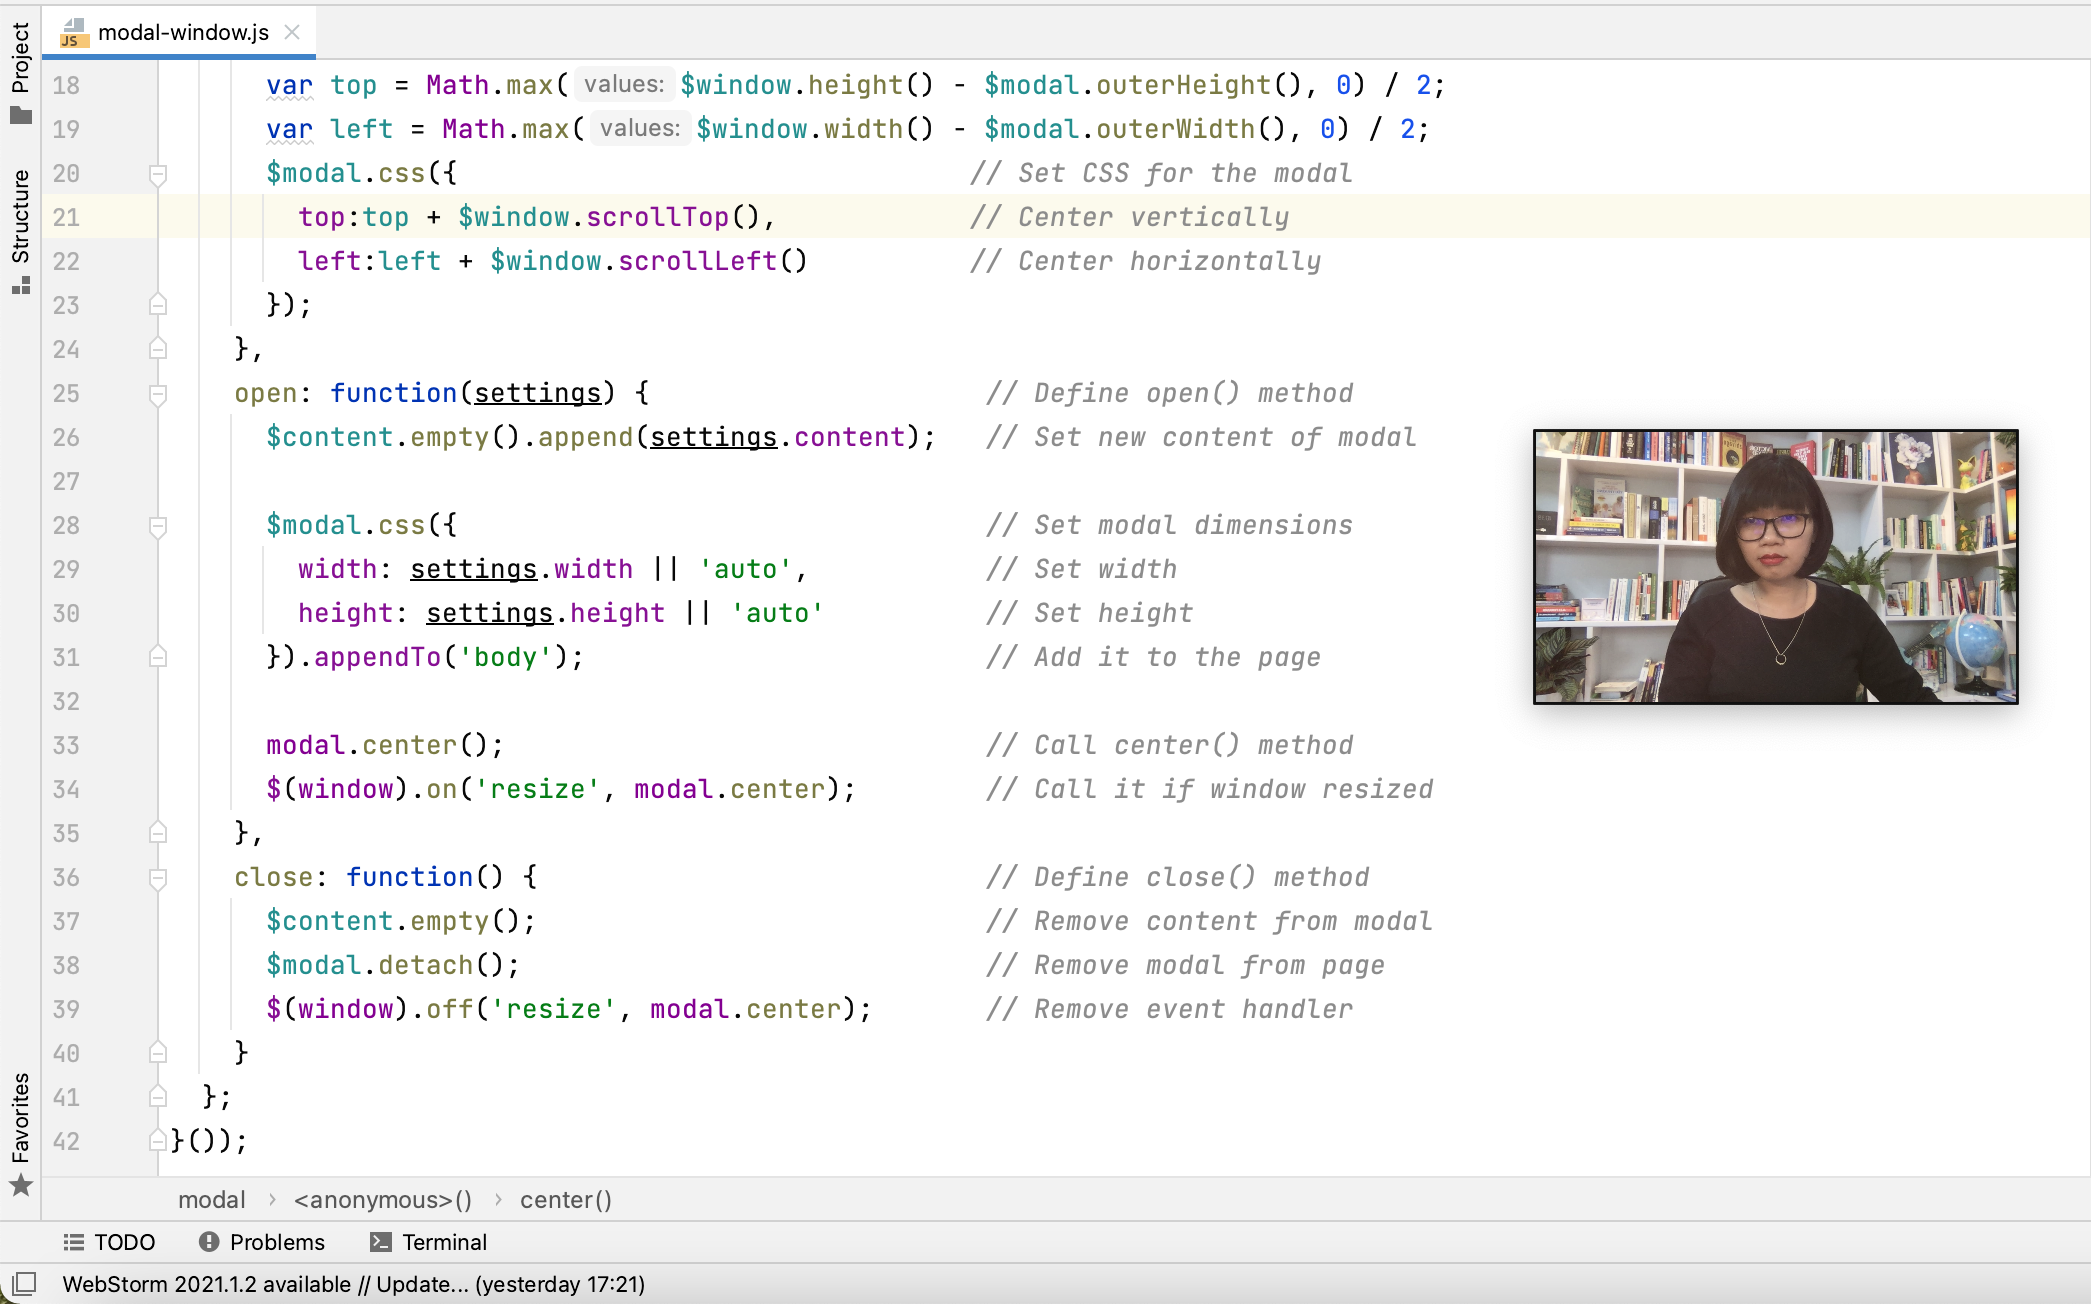 Project
Structure
Favorites
modal-window.js
18 var top = Math.max( values: $window.height() - $modal.outerHeight(), 0) / 2;
19 var left = Math.max( values: $window.width() - $modal.outerWidth(), 0) / 2;
20 $modal.css({ // Set CSS for the modal
21 top:top + $window.scrollTop(), // Center vertically
22 left:left + $window.scrollLeft() // Center horizontally
23 });
24 },
25 open: function(settings) { // Define open() method
26 $content.empty().append(settings.content); // Set new content of modal
27
28 $modal.css({ // Set modal dimensions
29 width: settings.width || 'auto', // Set width
30 height: settings.height || 'auto' // Set height
31 }).appendTo('body'); // Add it to the page
32
33 modal.center(); // Call center() method
34 $(window).on('resize', modal.center); // Call it if window resized
35 },
36 close: function() { // Define close() method
37 $content.empty(); // Remove content from modal
38 $modal.detach(); // Remove modal from page
39 $(window).off('resize', modal.center); // Remove event handler
40 }
41 };
42 }());
modal › <anonymous>() › center()
TODO Problems Terminal
WebStorm 2021.1.2 available // Update... (yesterday 17:21)